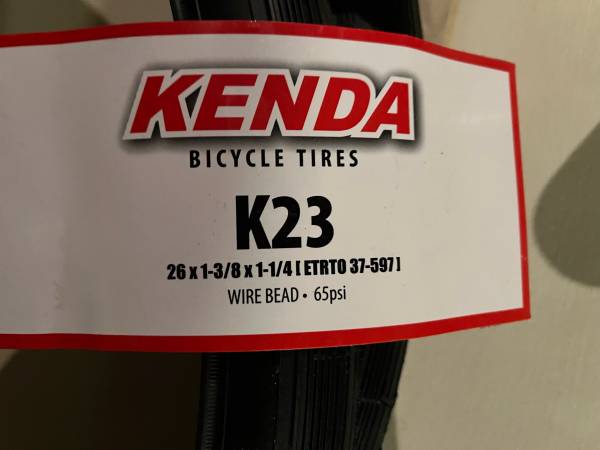 KENDA
BICYCLE TIRES
K23
26 x 1-3/8 x 1-1/4 [ ETRTO 37-597 ]
WIRE BEAD • 65psi